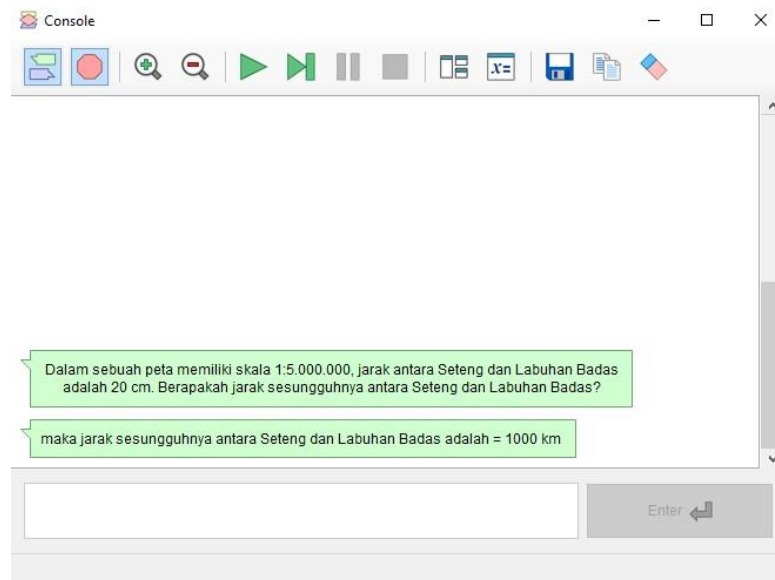 Console
x=
Dalam sebuah peta memiliki skala 1:5.000.000, jarak antara Seteng dan Labuhan Badas
adalah 20 cm. Berapakah jarak sesungguhnya antara Seteng dan Labuhan Badas?
maka jarak sesungguhnya antara Seteng dan Labuhan Badas adalah = 1000 km
Enter